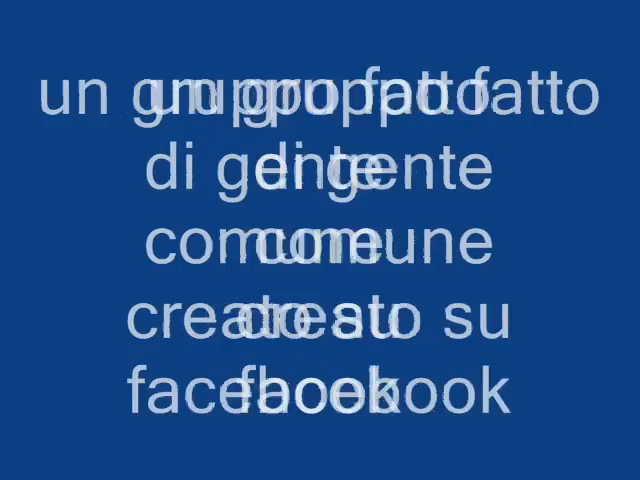 un gruppo fatto
di gente
comune
creato su
facebook